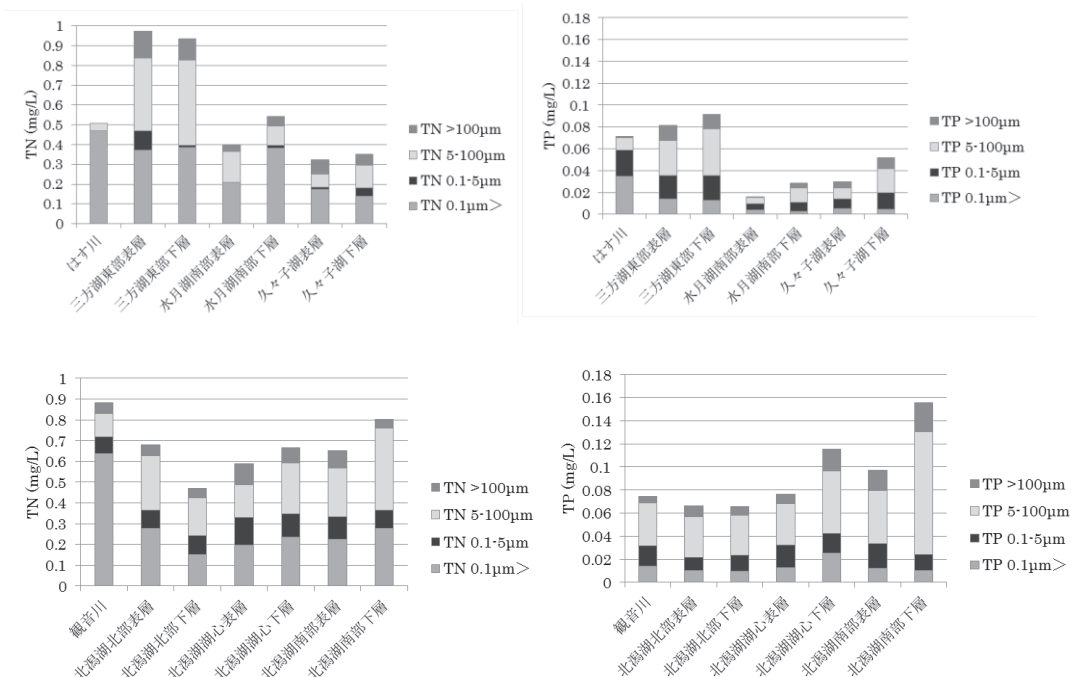 TN (mg/L)
1
0.9
0.8
0.7
0.6
0.5
0.4
0.3
0.2
0.1
0
はす川
三方湖東部表層
三方湖東部下層
水月湖南部表層
水月湖南部下層
久々子湖表層
久々子湖下層
TN >100μm
TN 5-100μm
TN 0.1-5μm
TN 0.1μm＞
TP (mg/L)
0.18
0.16
0.14
0.12
0.1
0.08
0.06
0.04
0.02
0
はす川
三方湖東部表層
三方湖東部下層
水月湖南部表層
水月湖南部下層
久々子湖表層
久々子湖下層
TP >100μm
TP 5-100μm
TP 0.1-5μm
TP 0.1μm＞
TN (mg/L)
1
0.9
0.8
0.7
0.6
0.5
0.4
0.3
0.2
0.1
0
観音川
北潟湖北部表層
北潟湖北部下層
北潟湖湖心表層
北潟湖湖心下層
北潟湖南部表層
北潟湖南部下層
TN >100μm
TN 5-100μm
TN 0.1-5μm
TN 0.1μm＞
TP (mg/L)
0.18
0.16
0.14
0.12
0.1
0.08
0.06
0.04
0.02
0
観音川
北潟湖北部表層
北潟湖北部下層
北潟湖湖心表層
北潟湖湖心下層
北潟湖南部表層
北潟湖南部下層
TP >100μm
TP 5-100μm
TP 0.1-5μm
TP 0.1μm＞